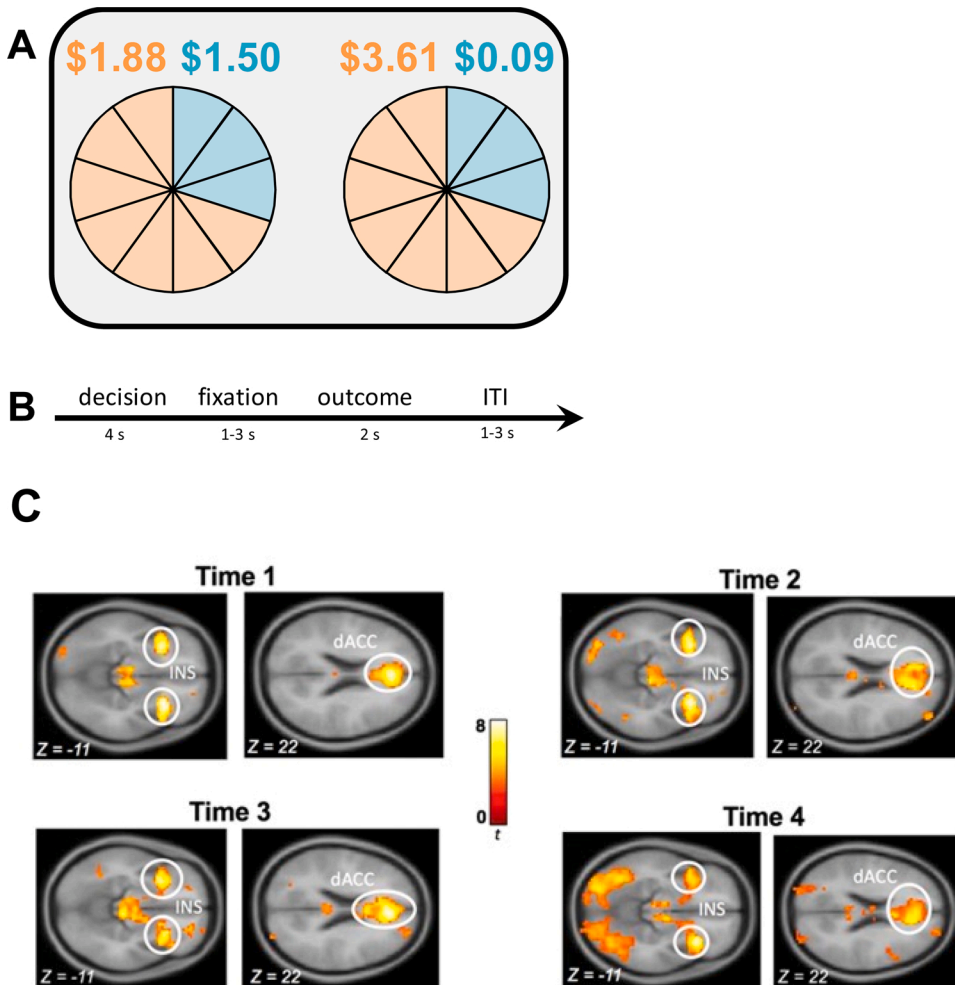 A
$1.88 $1.50 $3.61 $0.09
B
decision fixation outcome ITI
4 s 1-3 s 2 s 1-3 s
C
Time 1 Time 2
INS
Z = -11
dACC
Z = 22
INS
Z = -11
dACC
Z = 22
8
0
t
Time 3 Time 4
INS
Z = -11
dACC
Z = 22
INS
Z = -11
dACC
Z = 22